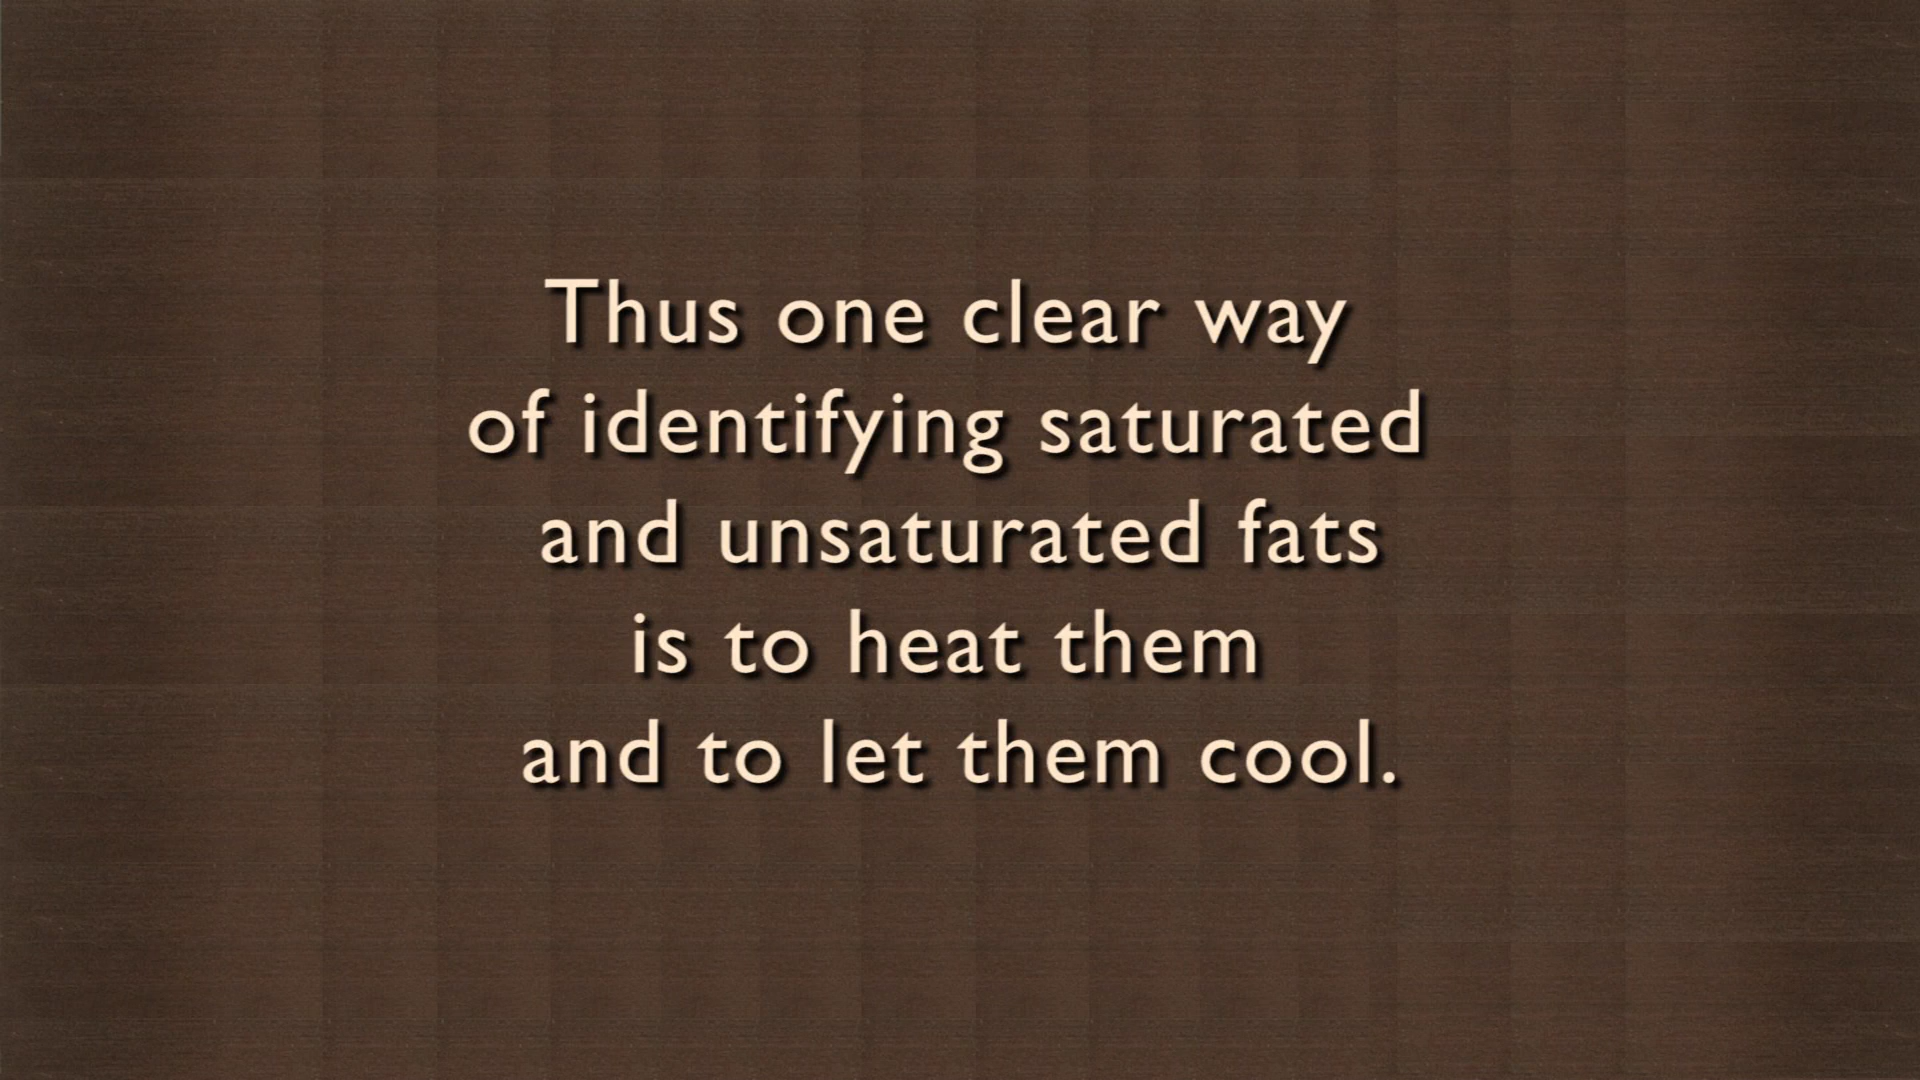 Thus one clear way
of identifying saturated
and unsaturated fats
is to heat them
and to let them cool.